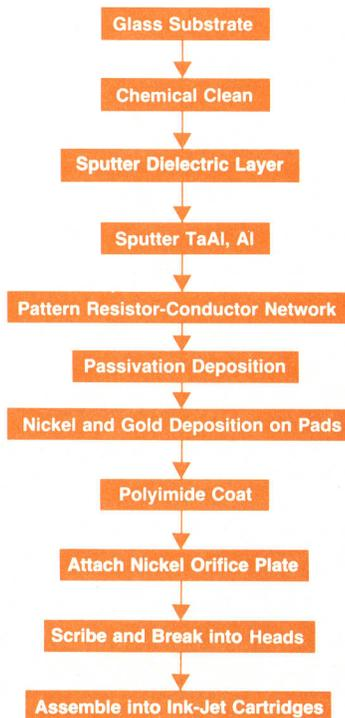 Glass Substrate
Chemical Clean
Sputter Dielectric Layer
Sputter TaAl, Al
Pattern Resistor-Conductor Network
Passivation Deposition
Nickel and Gold Deposition on Pads
Polyimide Coat
Attach Nickel Orifice Plate
Scribe and Break into Heads
Assemble into Ink-Jet Cartridges